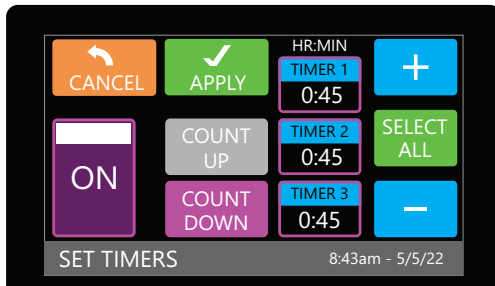 CANCEL
APPLY
HR:MIN
TIMER 1
0:45
+
ON
COUNT
UP
TIMER 2
0:45
SELECT
ALL
COUNT
DOWN
TIMER 3
0:45
−
SET TIMERS
8:43am - 5/5/22